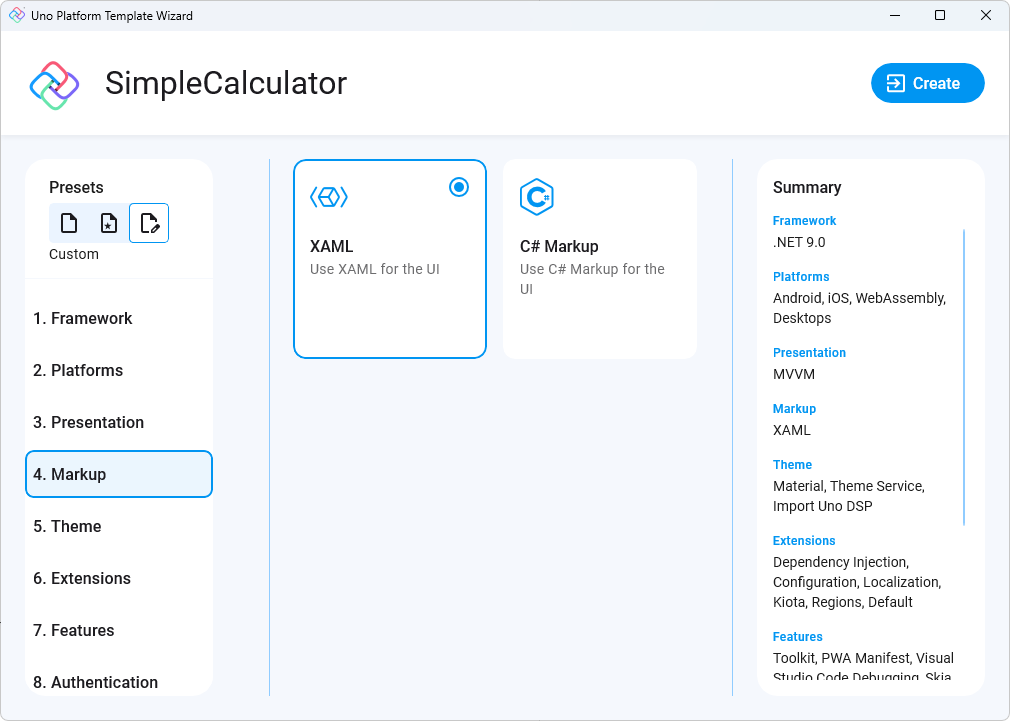 Uno Platform Template Wizard
SimpleCalculator
Create
Presets
Custom
1. Framework
2. Platforms
3. Presentation
4. Markup
5. Theme
6. Extensions
7. Features
8. Authentication
XAML
Use XAML for the UI
C# Markup
Use C# Markup for the
UI
Summary
Framework
.NET 9.0
Platforms
Android, iOS, WebAssembly,
Desktops
Presentation
MVVM
Markup
XAML
Theme
Material, Theme Service,
Import Uno DSP
Extensions
Dependency Injection,
Configuration, Localization,
Kiota, Regions, Default
Features
Toolkit, PWA Manifest, Visual
Studio Code Debugging, Skia